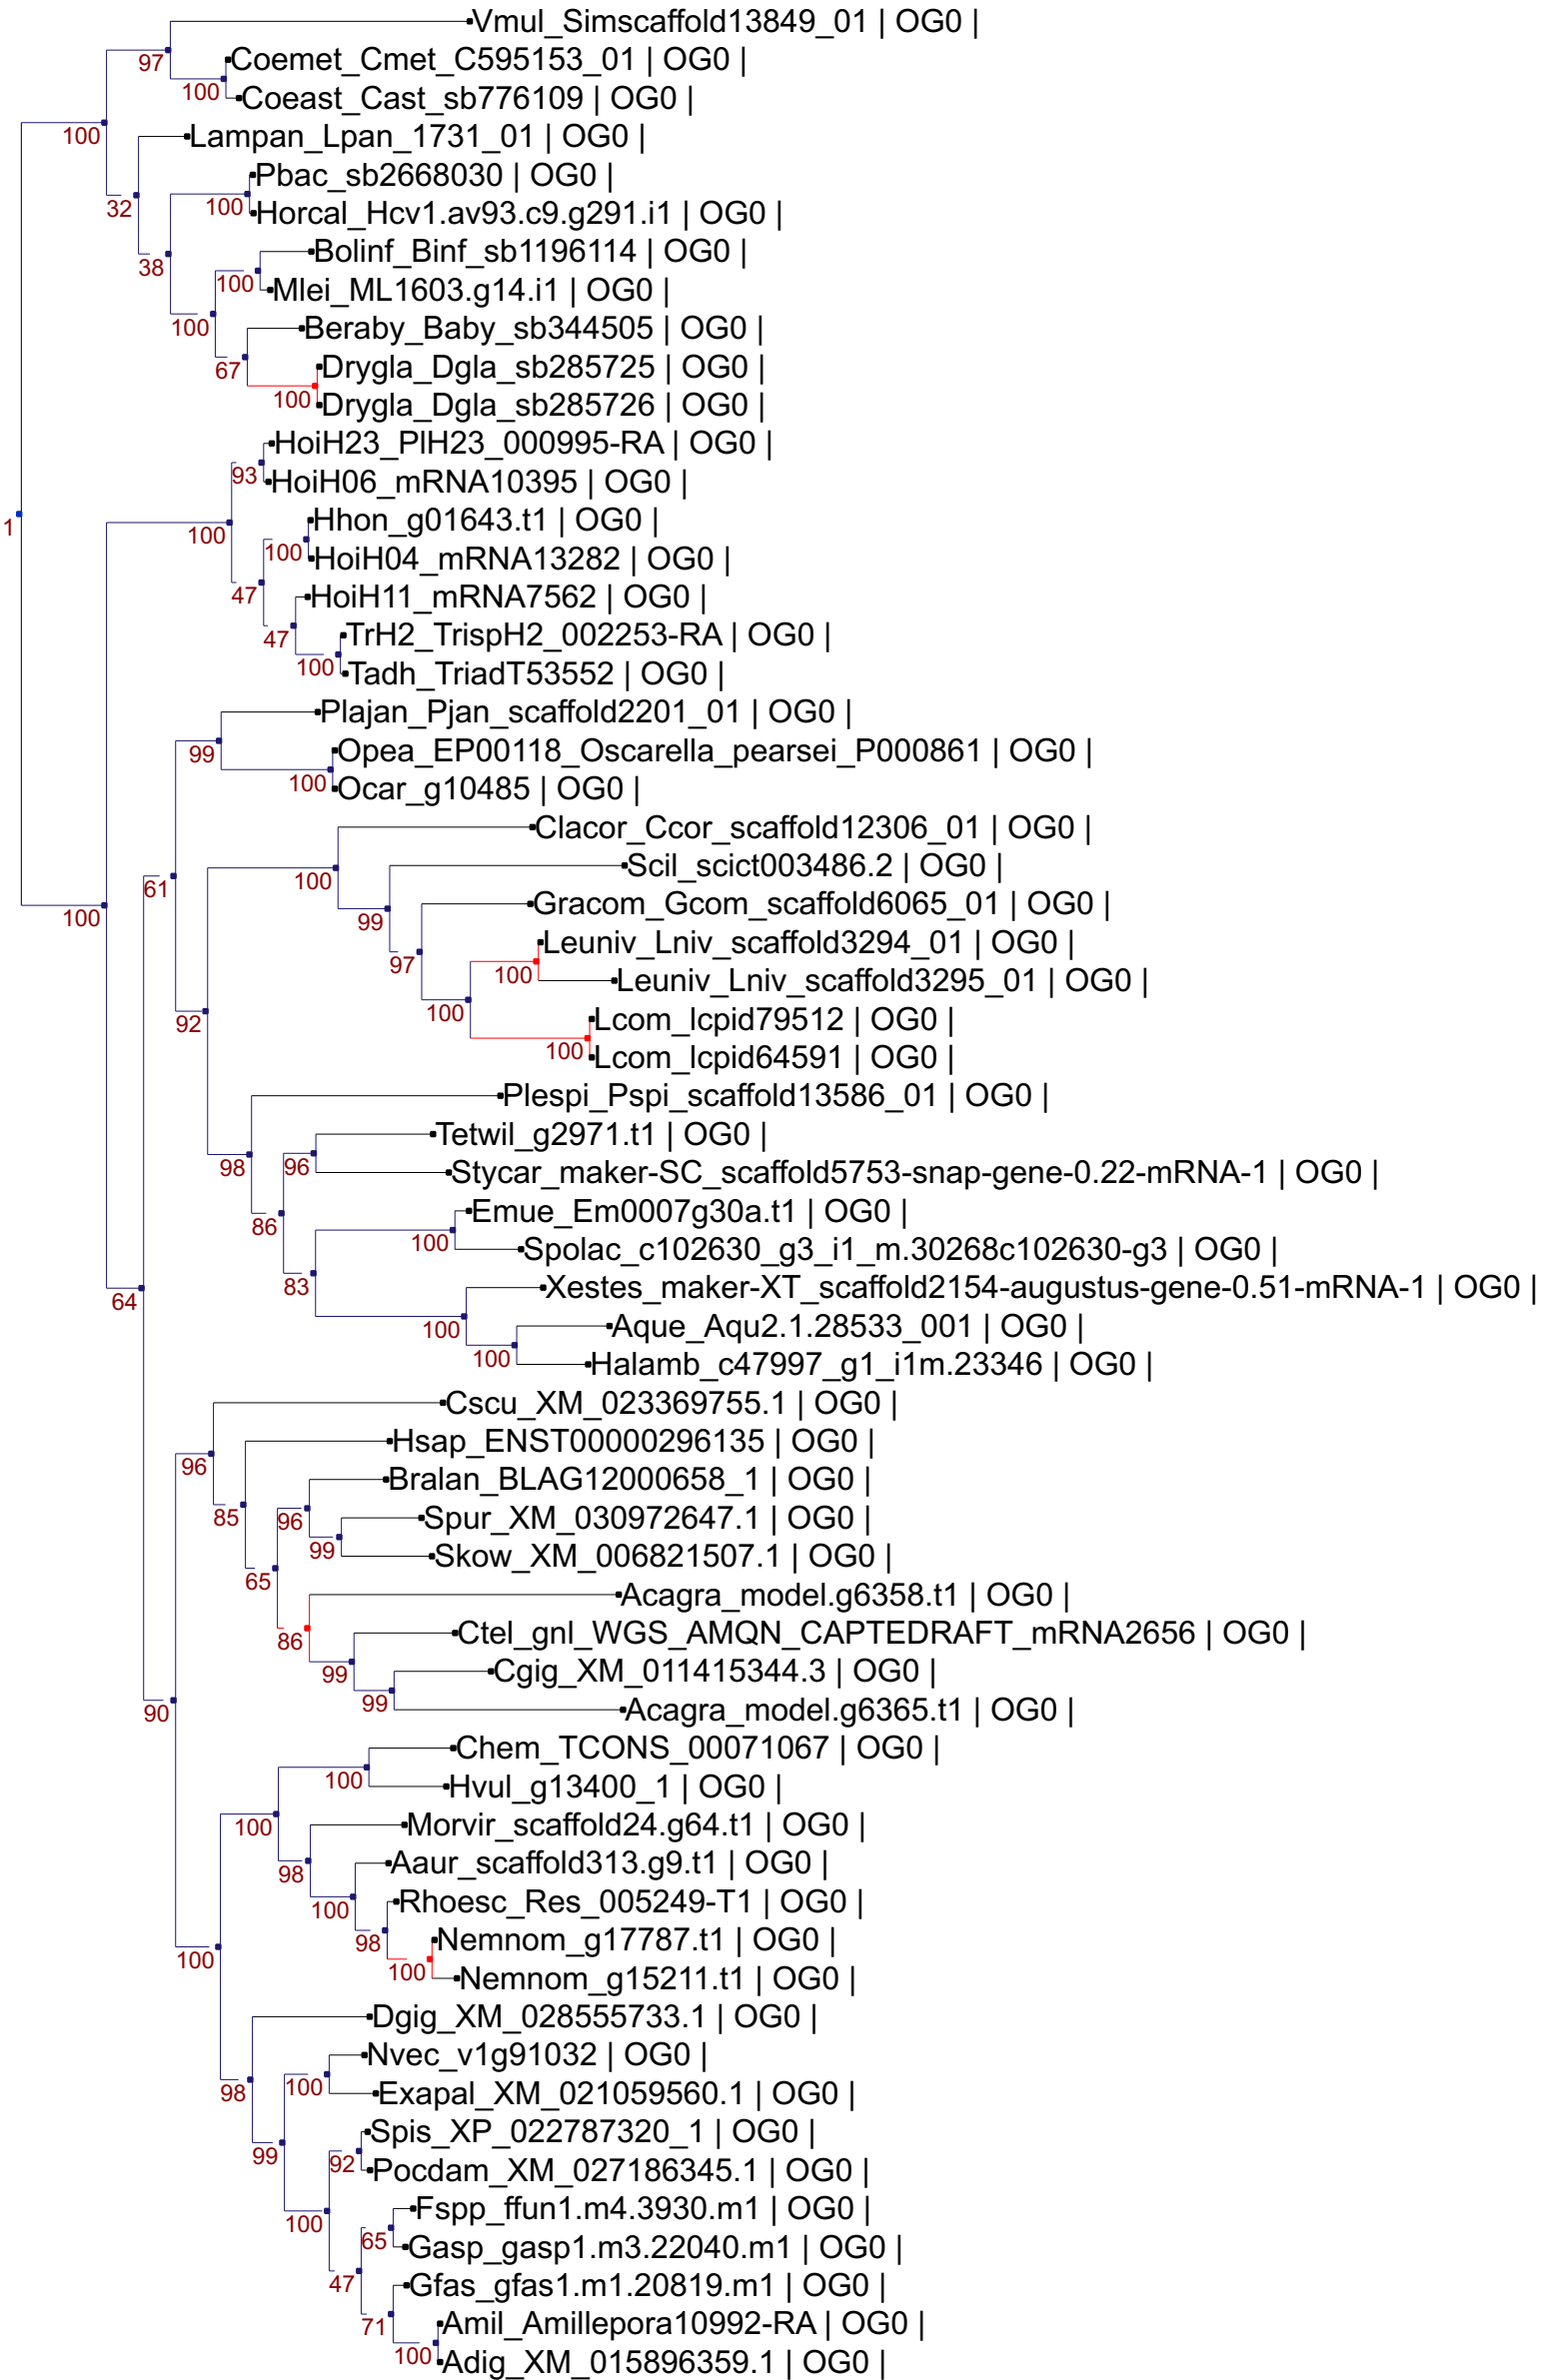 Vmul_Simscaffold13849_01 | OG0 |
97
Coemet_Cmet_C595153_01 | OG0 |
100
Coeast_Cast_sb776109 | OG0 |
100
Lampan_Lpan_1731_01 | OG0 |
Pbac_sb2668030 | OG0 |
32
100
Horcal_Hcv1.av93.c9.g291.i1 | OG0 |
Bolinf_Binf_sb1196114 | OG0 |
38
100
Mlei_ML1603.g14.i1 | OG0 |
100
Beraby_Baby_sb344505 | OG0 |
67
Drygla_Dgla_sb285725 | OG0 |
100
Drygla_Dgla_sb285726 | OG0 |
HoiH23_PlH23_000995-RA | OG0 |
93
HoiH06_mRNA10395 | OG0 |
1
100
Hhon_g01643.t1 | OG0 |
100
HoiH04_mRNA13282 | OG0 |
47
HoiH11_mRNA7562 | OG0 |
47
TrH2_TrispH2_002253-RA | OG0 |
100
Tadh_TriadT53552 | OG0 |
Plajan_Pjan_scaffold2201_01 | OG0 |
99
Opea_EP00118_Oscarella_pearsei_P000861 | OG0 |
100
Ocar_g10485 | OG0 |
Clacor_Ccor_scaffold12306_01 | OG0 |
100
Scil_scict003486.2 | OG0 |
61
Gracom_Gcom_scaffold6065_01 | OG0 |
100
99
Leuniv_Lniv_scaffold3294_01 | OG0 |
97
100
Leuniv_Lniv_scaffold3295_01 | OG0 |
100
Lcom_lcpid79512 | OG0 |
92
100
Lcom_lcpid64591 | OG0 |
Plespi_Pspi_scaffold13586_01 | OG0 |
Tetwil_g2971.t1 | OG0 |
98
96
Stycar_maker-SC_scaffold5753-snap-gene-0.22-mRNA-1 | OG0 |
Emue_Em0007g30a.t1 | OG0 |
86
100
Spolac_c102630_g3_i1_m.30268c102630-g3 | OG0 |
83
Xestes_maker-XT_scaffold2154-augustus-gene-0.51-mRNA-1 | OG0 |
64
100
Aque_Aqu2.1.28533_001 | OG0 |
100
Halamb_c47997_g1_i1m.23346 | OG0 |
Cscu_XM_023369755.1 | OG0 |
Hsap_ENST00000296135 | OG0 |
96
Bralan_BLAG12000658_1 | OG0 |
85
96
Spur_XM_030972647.1 | OG0 |
99
Skow_XM_006821507.1 | OG0 |
65
Acagra_model.g6358.t1 | OG0 |
86
Ctel_gnl_WGS_AMQN_CAPTEDRAFT_mRNA2656 | OG0 |
99
Cgig_XM_011415344.3 | OG0 |
99
Acagra_model.g6365.t1 | OG0 |
90
Chem_TCONS_00071067 | OG0 |
100
Hvul_g13400_1 | OG0 |
100
Morvir_scaffold24.g64.t1 | OG0 |
98
Aaur_scaffold313.g9.t1 | OG0 |
100
Rhoesc_Res_005249-T1 | OG0 |
98
Nemnom_g17787.t1 | OG0 |
100
100
Nemnom_g15211.t1 | OG0 |
Dgig_XM_028555733.1 | OG0 |
Nvec_v1g91032 | OG0 |
98
100
Exapal_XM_021059560.1 | OG0 |
Spis_XP_022787320_1 | OG0 |
99
92
Pocdam_XM_027186345.1 | OG0 |
Fspp_ffun1.m4.3930.m1 | OG0 |
100
65
Gasp_gasp1.m3.22040.m1 | OG0 |
47
Gfas_gfas1.m1.20819.m1 | OG0 |
71
Amil_Amillepora10992-RA | OG0 |
100
Adig_XM_015896359.1 | OG0 |